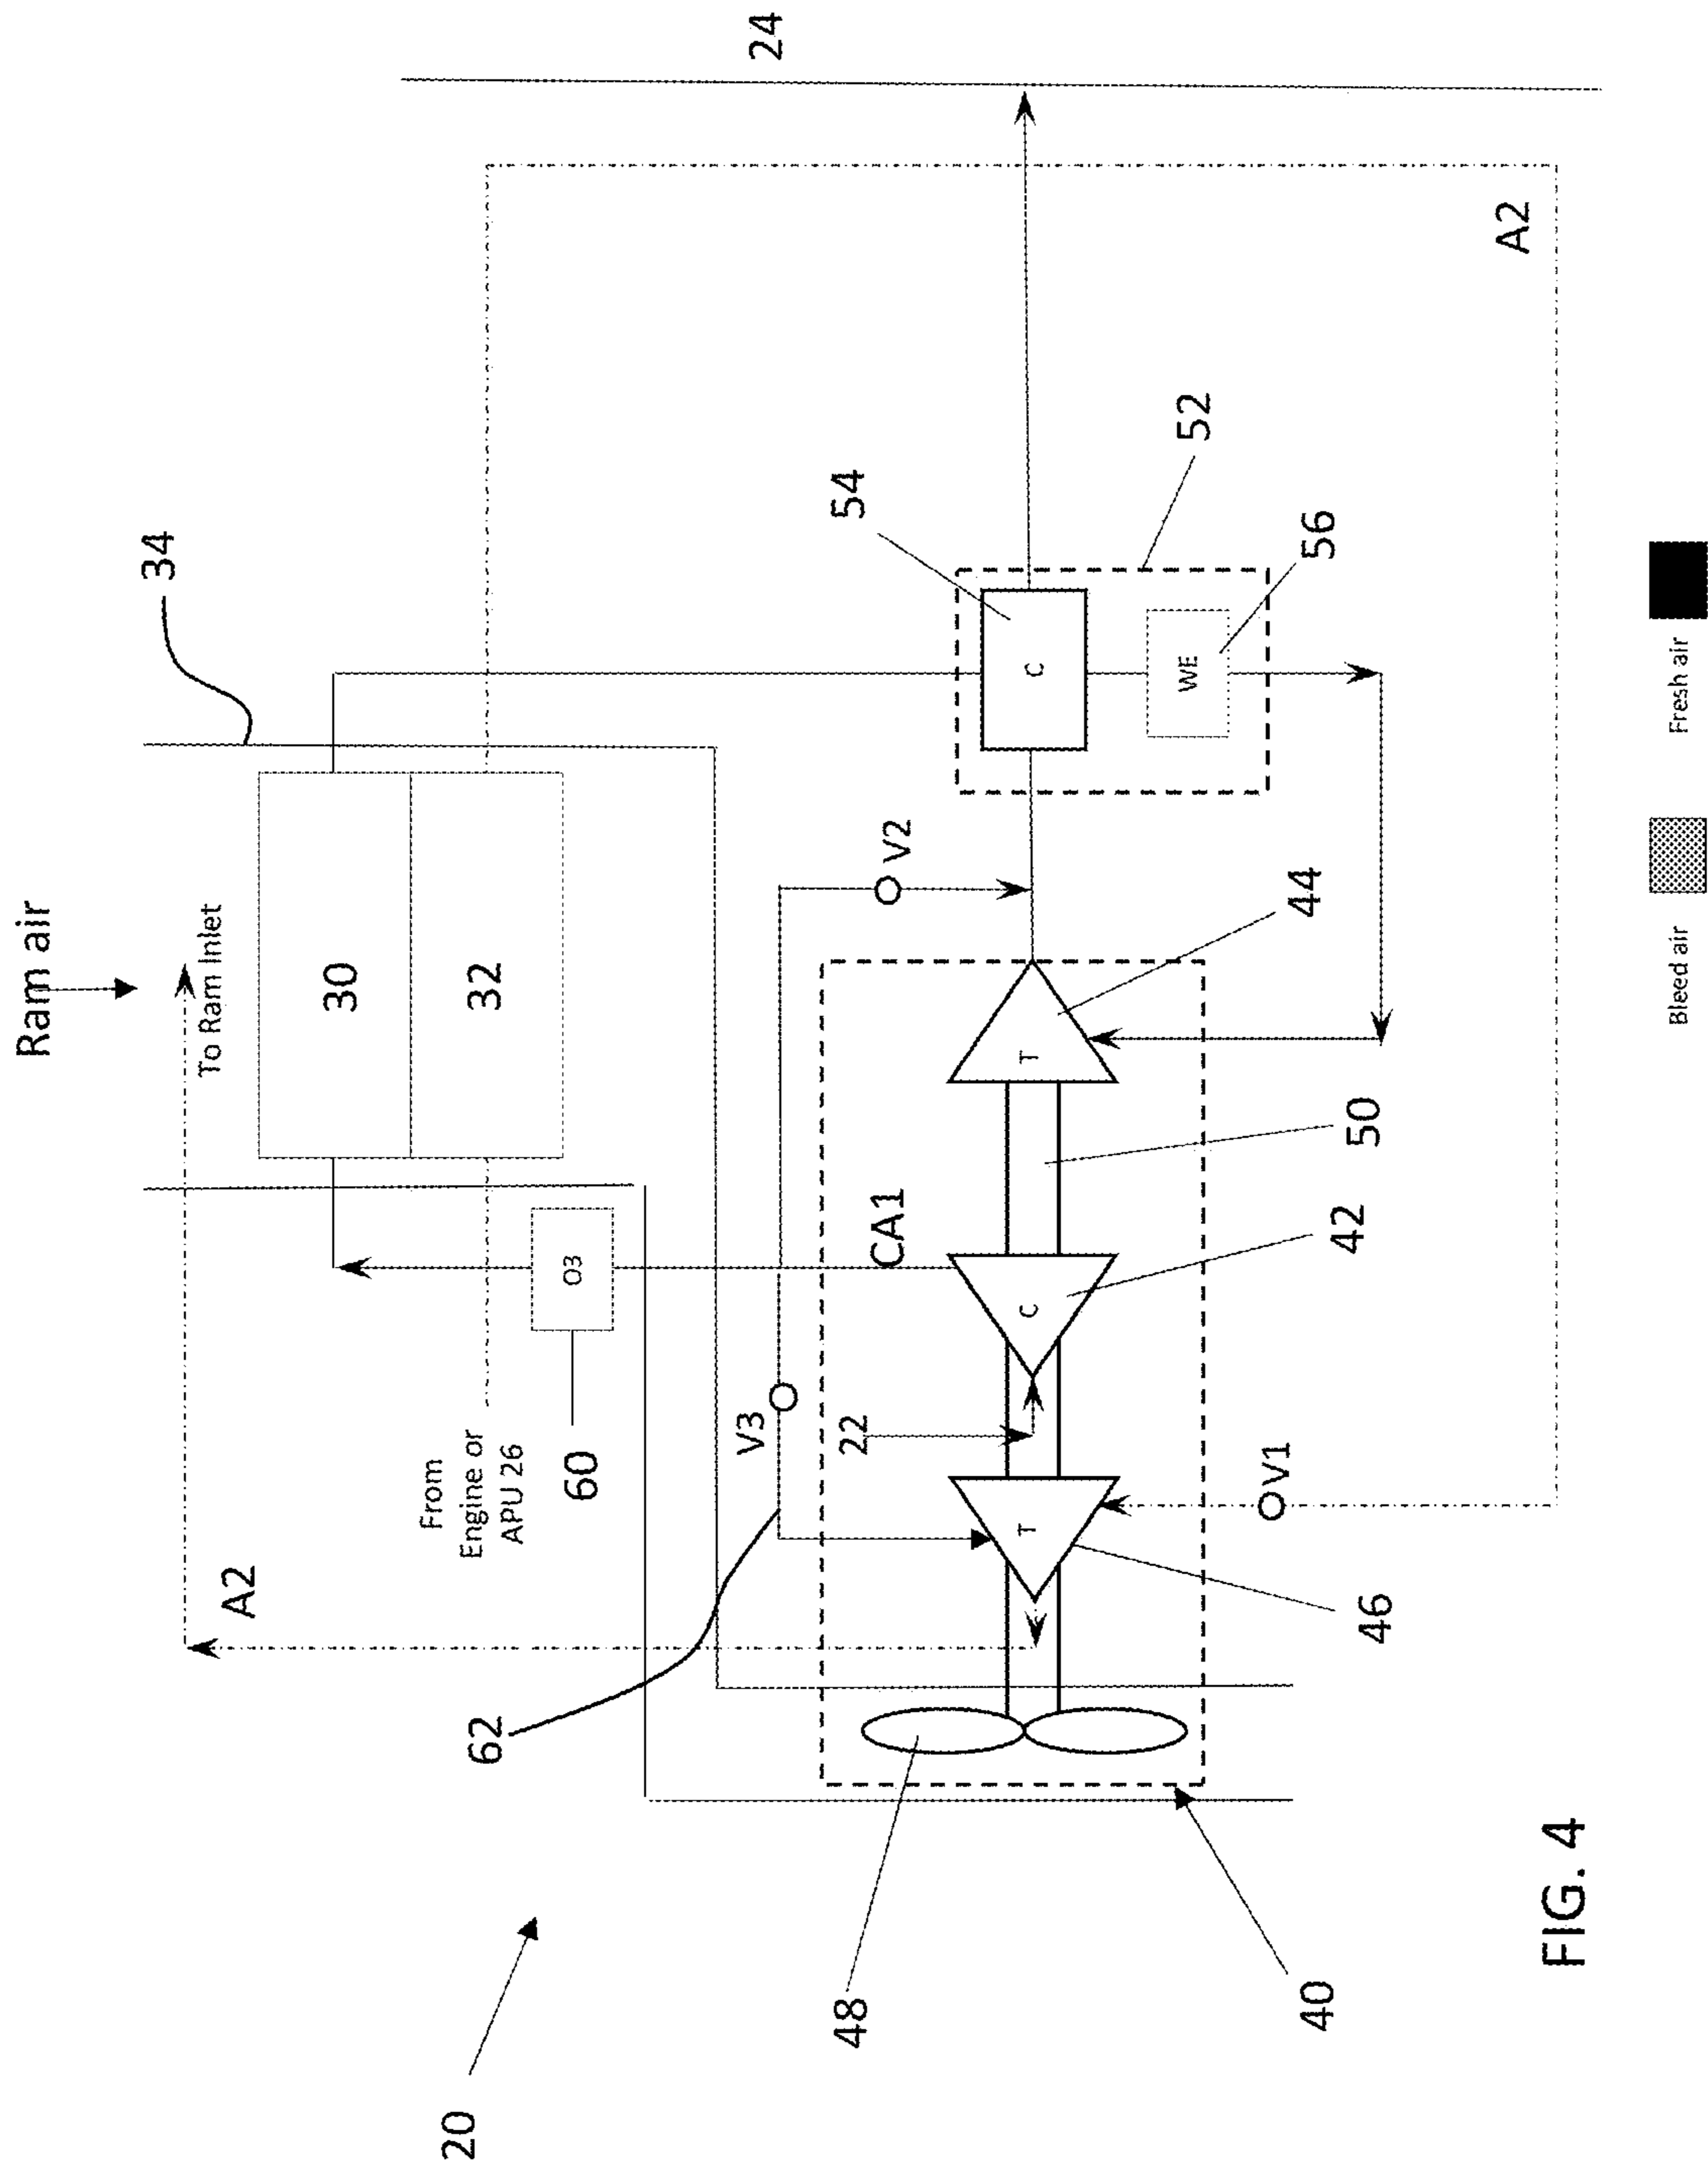 Ram air
34
To Ram Inlet
30
32
24
A2
From
Engine or
APU 26
60
O3
62
V3
V2
CA1
22
54
52
56
C
WE
44
T
50
42
C
46
T
V1
A2
48
40
20
Bleed air
Fresh air
FIG. 4